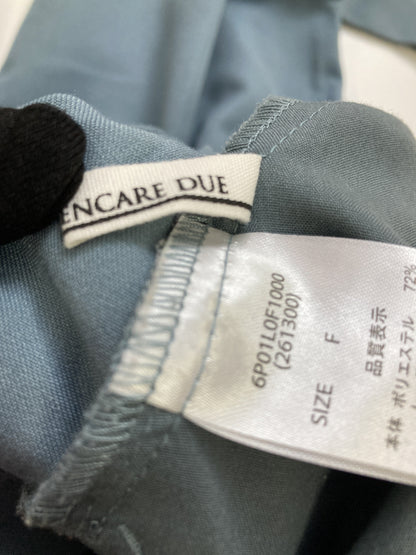 ENCARE DUE
6P01L0F1000
(261300)
SIZE F
品質表示
本体 ポリエステル 72%